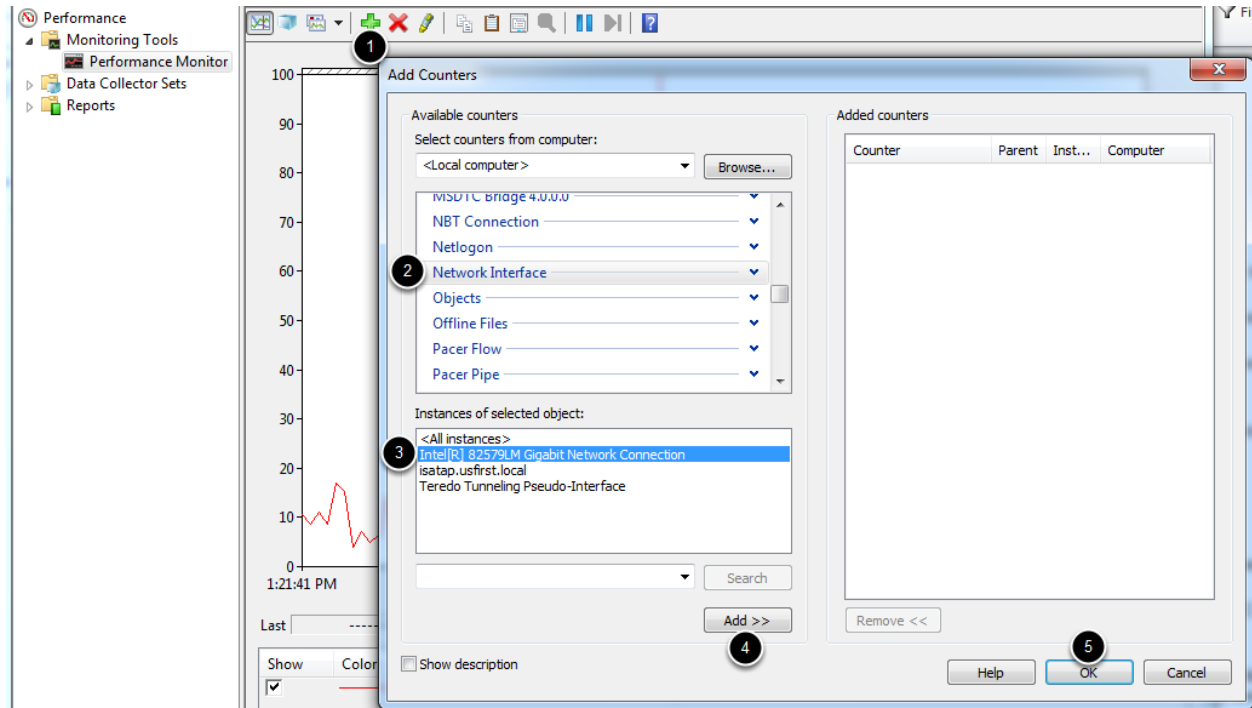 Performance
Monitoring Tools
Performance Monitor
Data Collector Sets
Reports
Fi
1
100
90
80
70
60
50
40
30
20
10
0
1:21:41 PM
Last -----
Show Color
Add Counters
Available counters
Select counters from computer:
<Local computer>
Browse...
MSDTC Bridge 4.0.0.0
NBT Connection
Netlogon
2 Network Interface
Objects
Offline Files
Pacer Flow
Pacer Pipe
Instances of selected object:
<All instances>
3 Intel[R] 82579LM Gigabit Network Connection
isatap.usfirst.local
Teredo Tunneling Pseudo-Interface
Search
Add >>
4
Show description
Added counters
Counter Parent Inst... Computer
Remove <<
5
Help OK Cancel